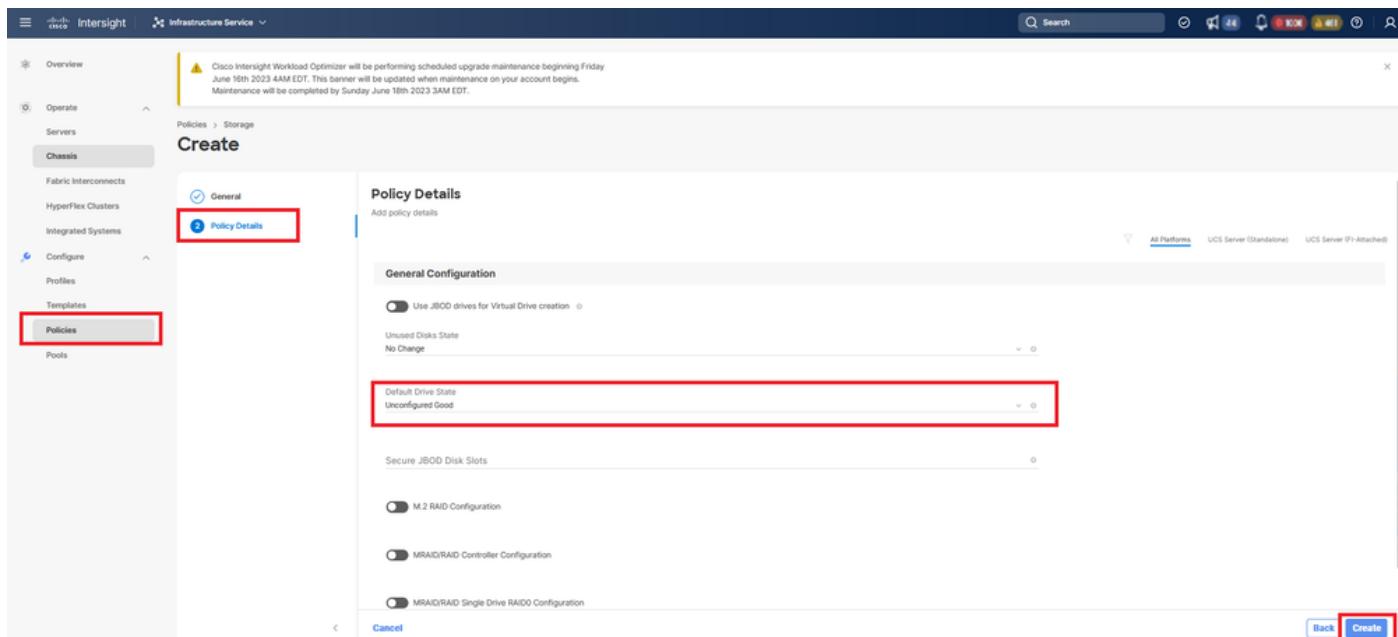 cisco Intersight
Infrastructure Service
Search
Overview
Operate
Servers
Chassis
Fabric Interconnects
HyperFlex Clusters
Integrated Systems
Configure
Profiles
Templates
Policies
Pools
Cisco Intersight Workload Optimizer will be performing scheduled upgrade maintenance beginning Friday
June 16th 2023 4AM EDT. This banner will be updated when maintenance on your account begins.
Maintenance will be completed by Sunday June 18th 2023 3AM EDT.
Policies > Storage
Create
General
2 Policy Details
Policy Details
Add policy details
All Platforms UCS Server (Standalone) UCS Server (FI-Attached)
General Configuration
Use JBOD drives for Virtual Drive creation
Unused Disks State
No Change
Default Drive State
Unconfigured Good
Secure JBOD Disk Slots
M.2 RAID Configuration
MRAID/RAID Controller Configuration
MRAID/RAID Single Drive RAID0 Configuration
Cancel
Back
Create